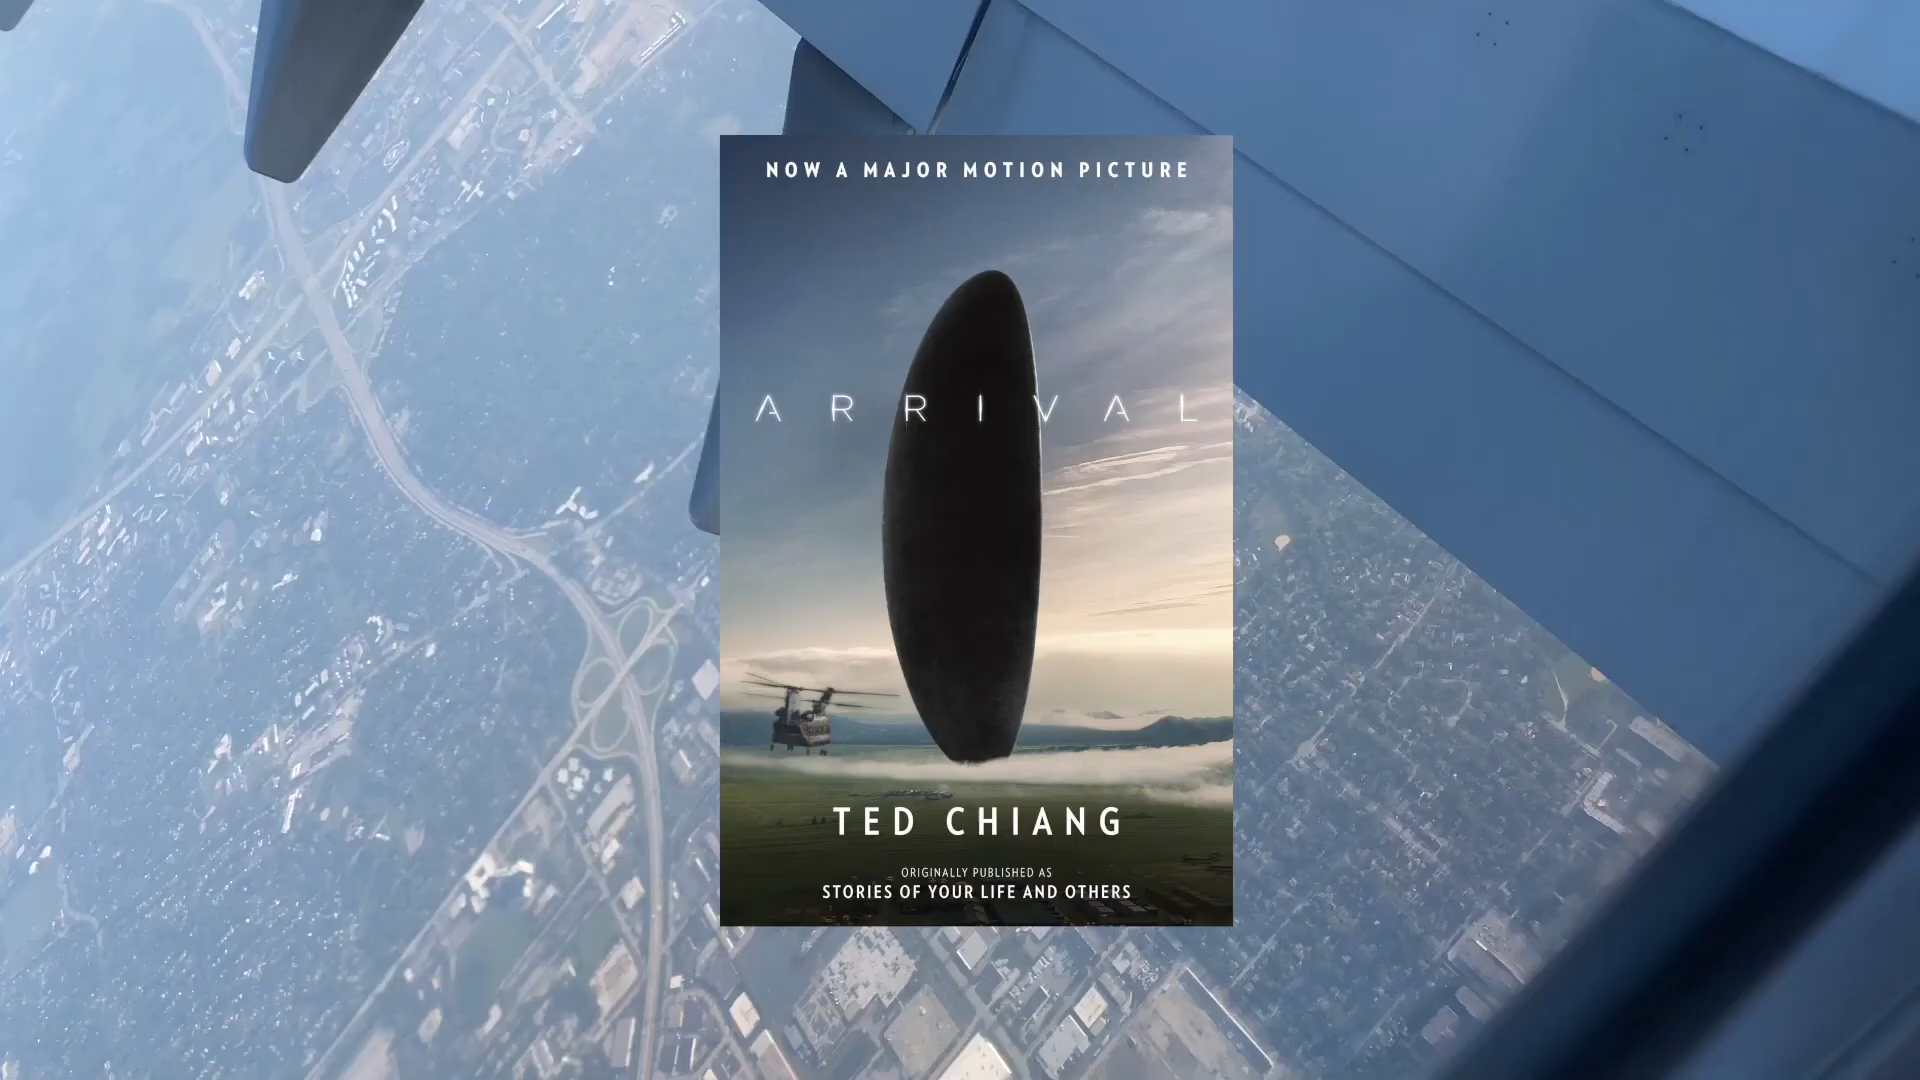 NOW A MAJOR MOTION PICTURE
ARRIVAL
TED CHIANG
ORIGINALLY PUBLISHED AS
STORIES OF YOUR LIFE AND OTHERS